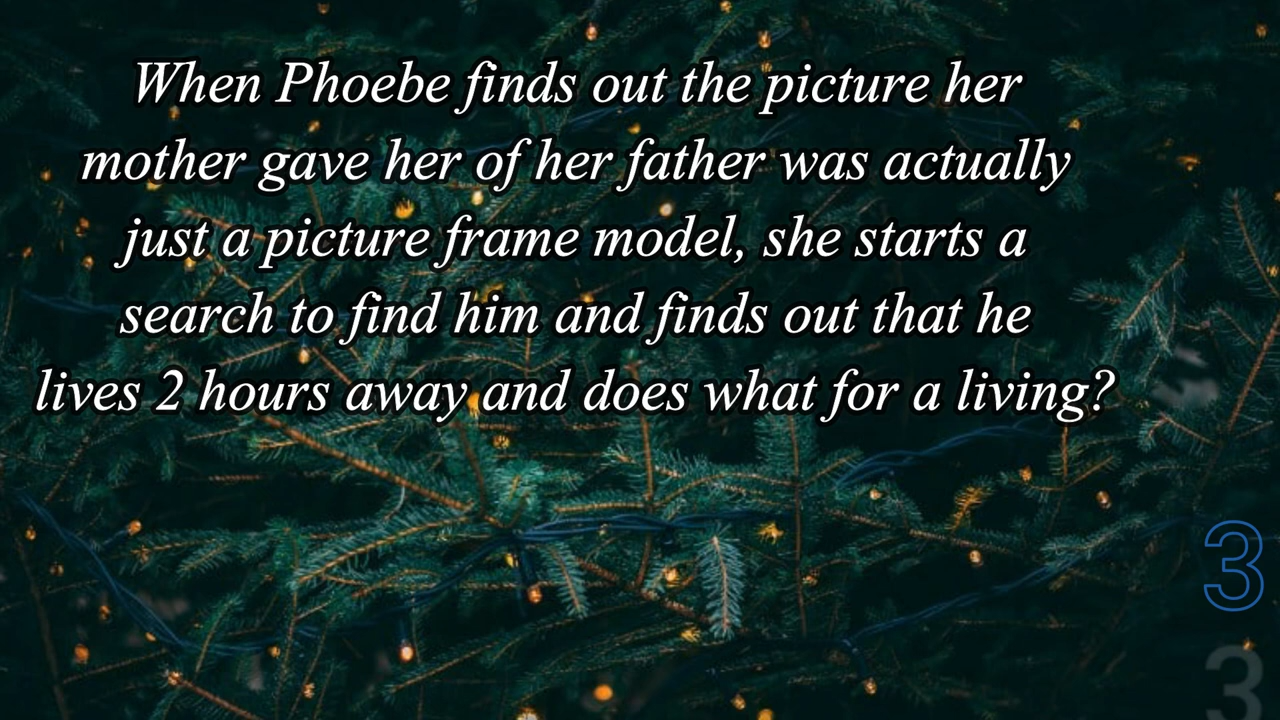 When Phoebe finds out the picture her
mother gave her of her father was actually
just a picture frame model, she starts a
search to find him and finds out that he
lives 2 hours away and does what for a living?
3
3